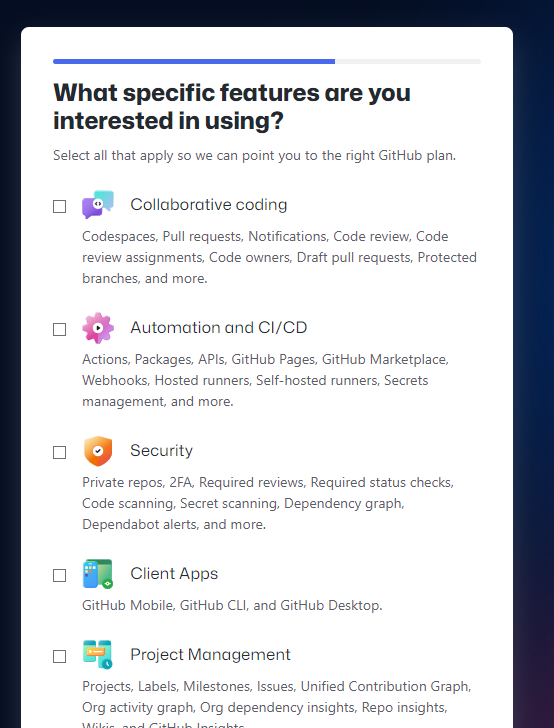 What specific features are you
interested in using?
Select all that apply so we can point you to the right GitHub plan.
Collaborative coding
Codespaces, Pull requests, Notifications, Code review, Code
review assignments, Code owners, Draft pull requests, Protected
branches, and more.
Automation and CI/CD
Actions, Packages, APIs, GitHub Pages, GitHub Marketplace,
Webhooks, Hosted runners, Self-hosted runners, Secrets
management, and more.
Security
Private repos, 2FA, Required reviews, Required status checks,
Code scanning, Secret scanning, Dependency graph,
Dependabot alerts, and more.
Client Apps
GitHub Mobile, GitHub CLI, and GitHub Desktop.
Project Management
Projects, Labels, Milestones, Issues, Unified Contribution Graph,
Org activity graph, Org dependency insights, Repo insights,
Wikis, and GitHub Insights.